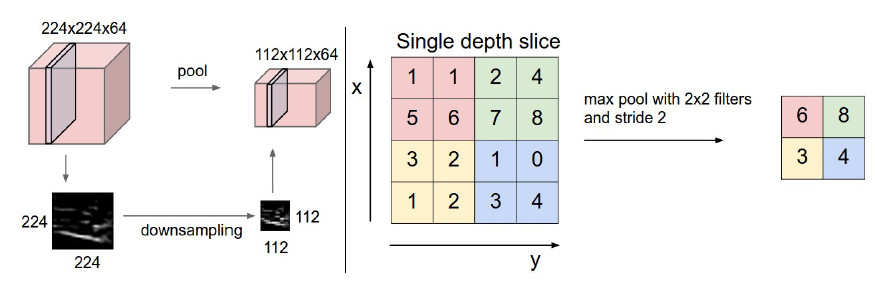 224x224x64
pool
112x112x64
224
224
downsampling
112
112
Single depth slice
x
1 1 2 4
5 6 7 8
3 2 1 0
1 2 3 4
y
max pool with 2x2 filters
and stride 2
6 8
3 4